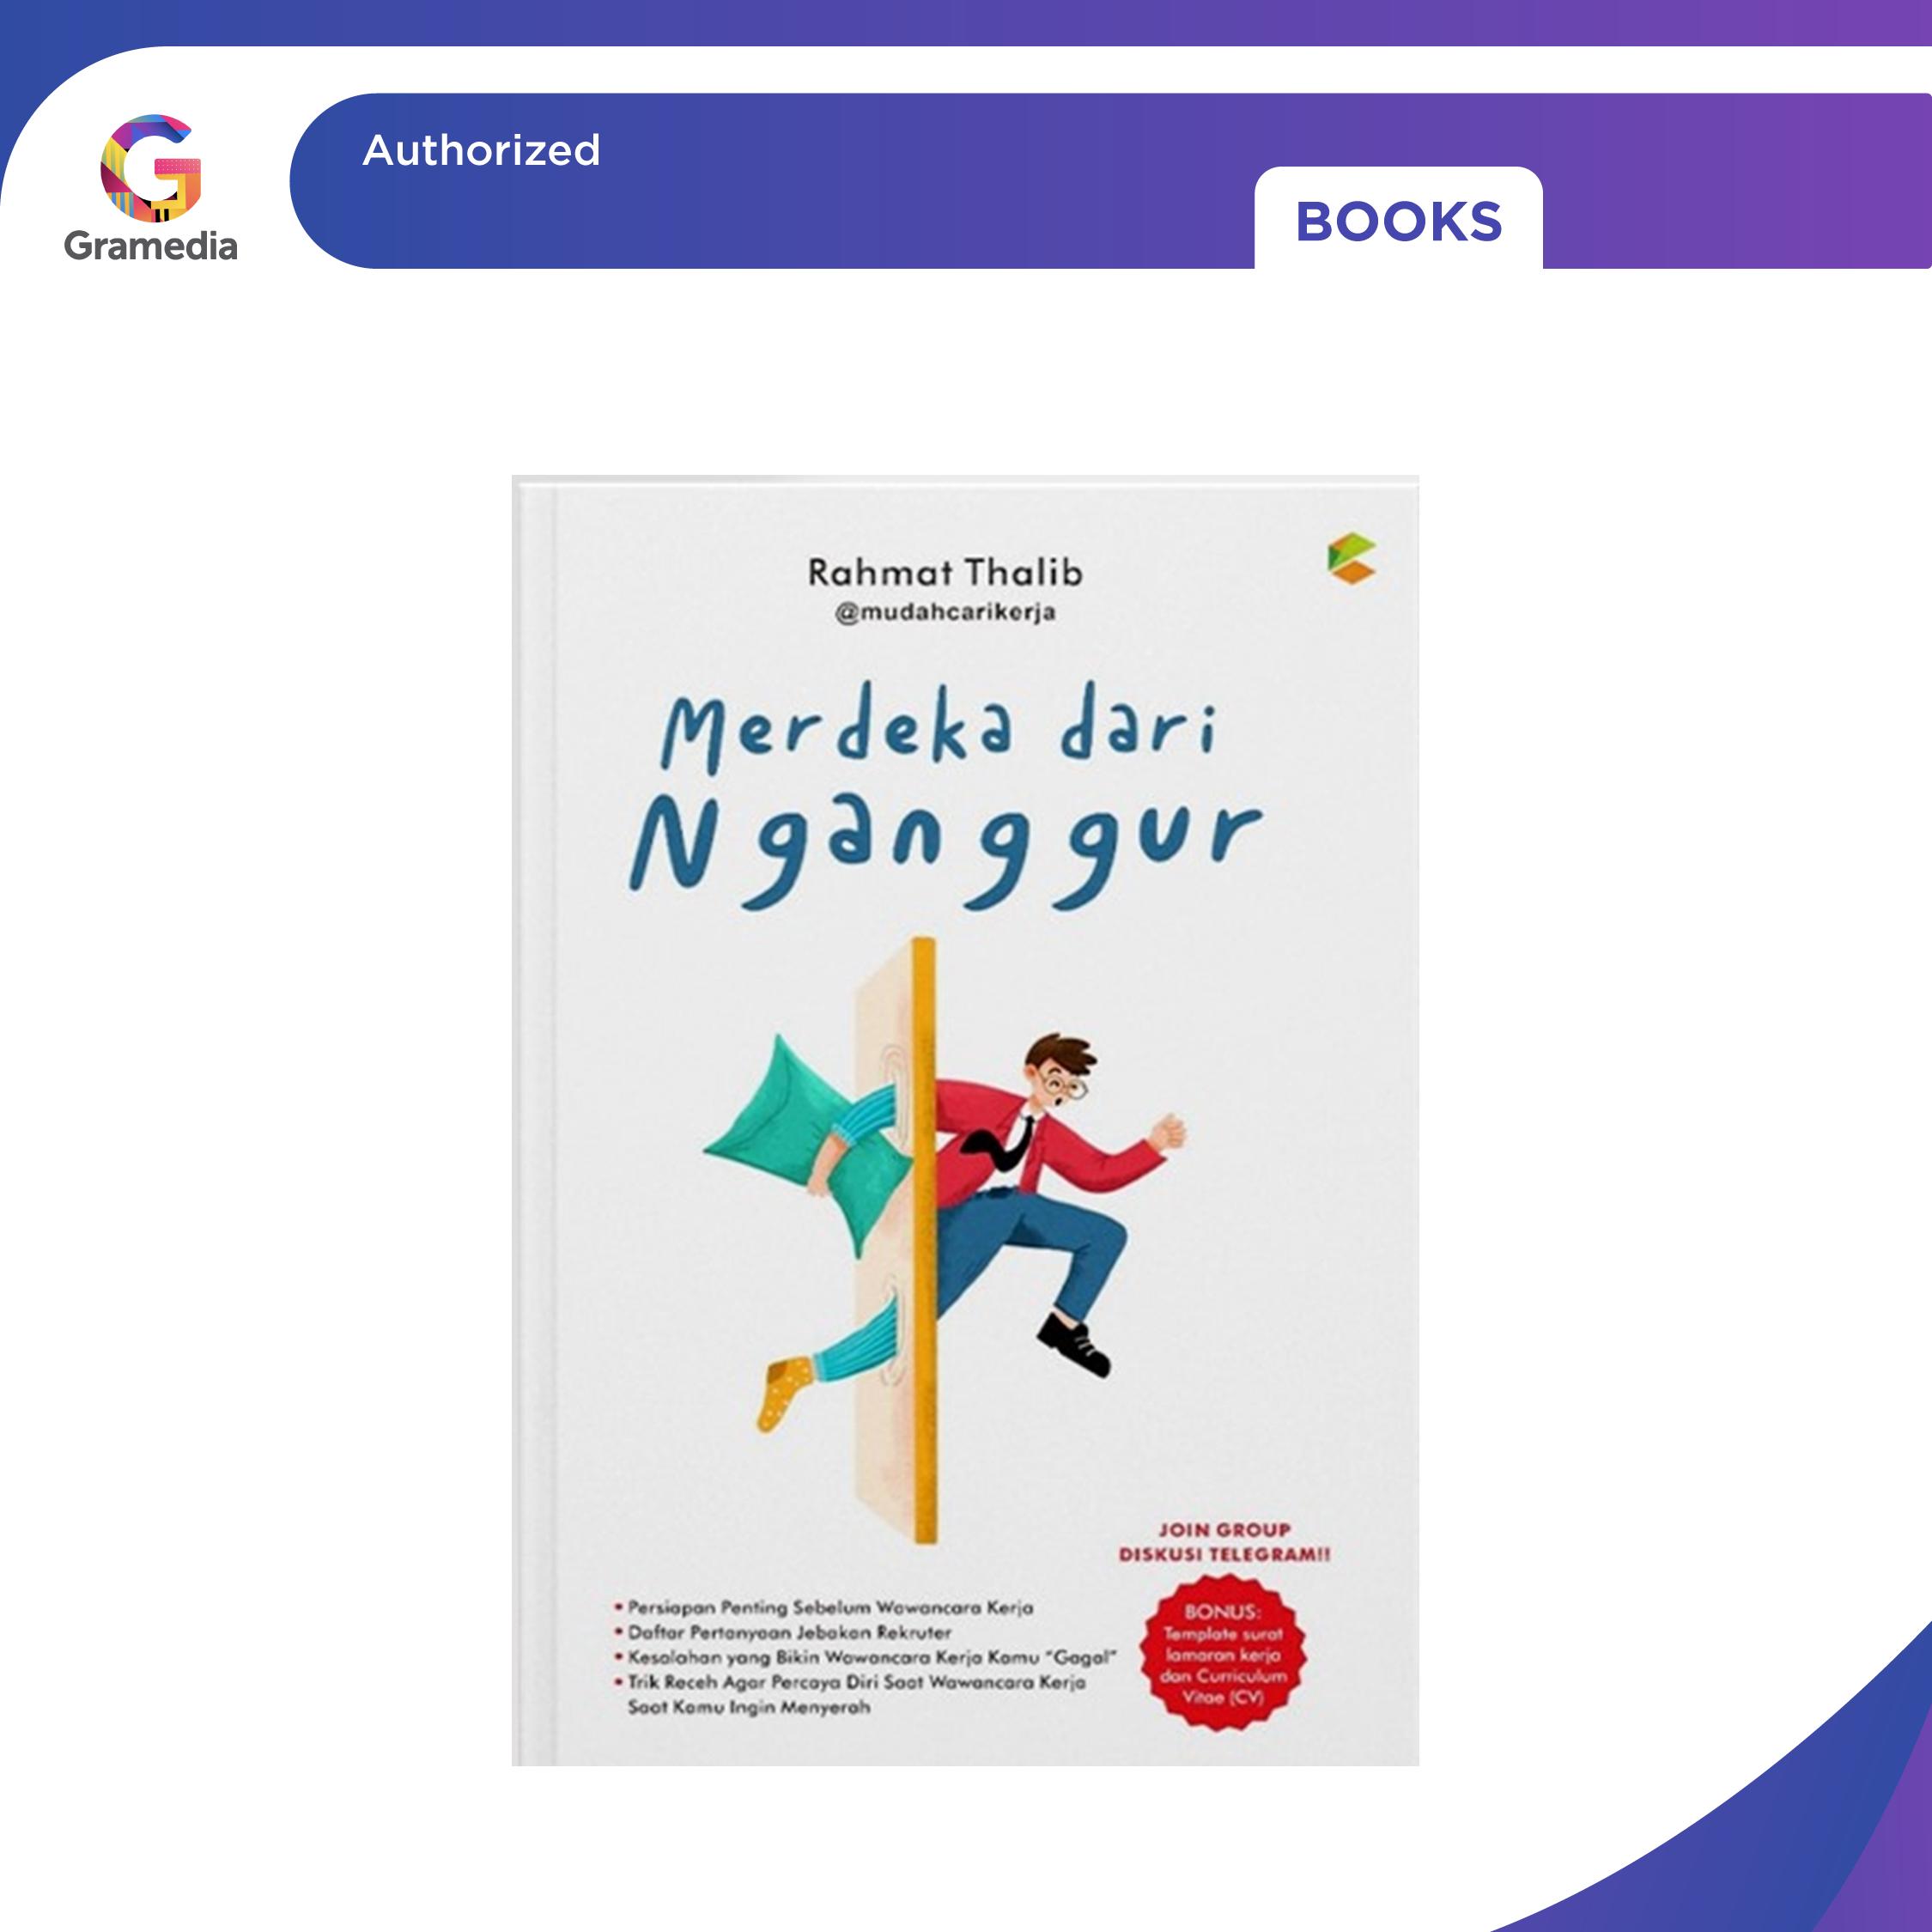 Authorized
BOOKS
Gramedia
Rahmat Thalib
@mudahcarikerja
Merdeka dari
Nganggur
JOIN GROUP
DISKUSI TELEGRAM!!
• Persiapan Penting Sebelum Wawancara Kerja
• Daftar Pertanyaan Jebakan Rekruter
• Kesalahan yang Bikin Wawancara Kerja Kamu "Gagal"
• Trik Receh Agar Percaya Diri Saat Wawancara Kerja
Saat Kamu Ingin Menyerah
BONUS:
Template surat
lamaran kerja
dan Curriculum
Vitae (CV)